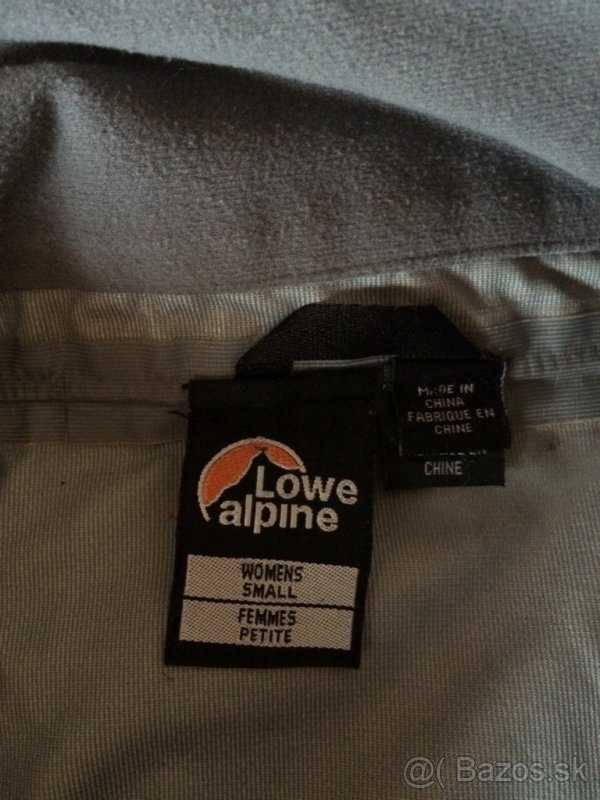 Lowe
alpine
WOMENS
SMALL
FEMMES
PETITE
MADE IN
CHINA
FABRIQUE EN
CHINE
CHINE
@( Bazos.sk